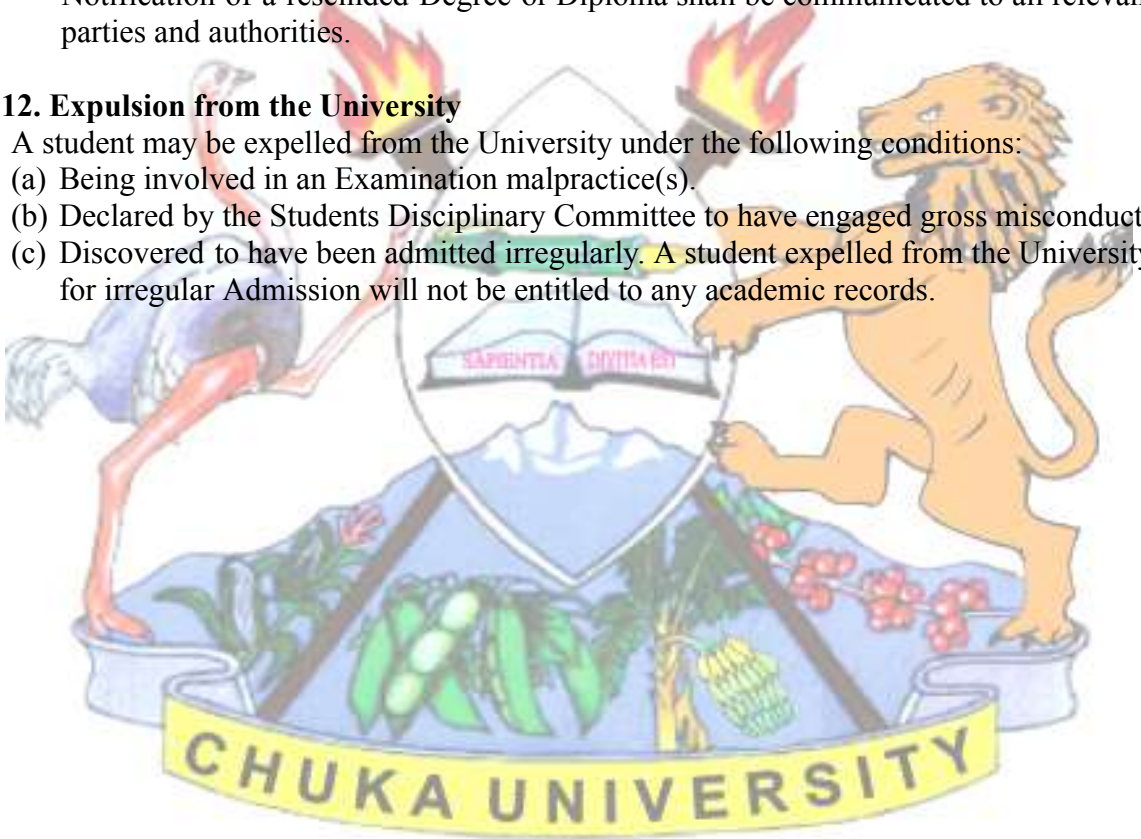 parties and authorities.
12. Expulsion from the University
A student may be expelled from the University under the following conditions:
(a) Being involved in an Examination malpractice(s).
(b) Declared by the Students Disciplinary Committee to have engaged gross misconduct
(c) Discovered to have been admitted irregularly. A student expelled from the University
for irregular Admission will not be entitled to any academic records.
SAPIENTIA DIVITIA EST
CHUKA UNIVERSITY